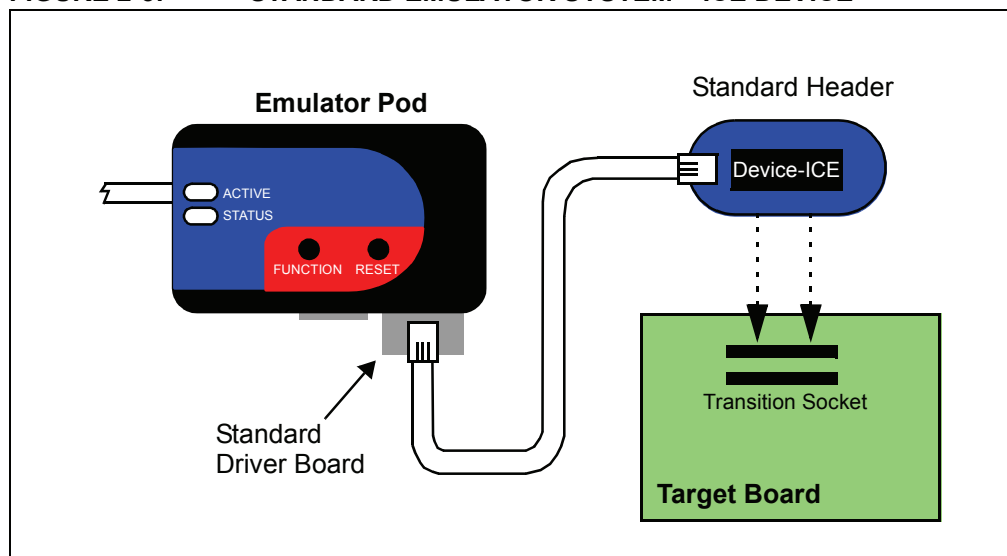 Emulator Pod
Standard Header
Device-ICE
ACTIVE
STATUS
FUNCTION RESET
Transition Socket
Standard
Driver Board
Target Board